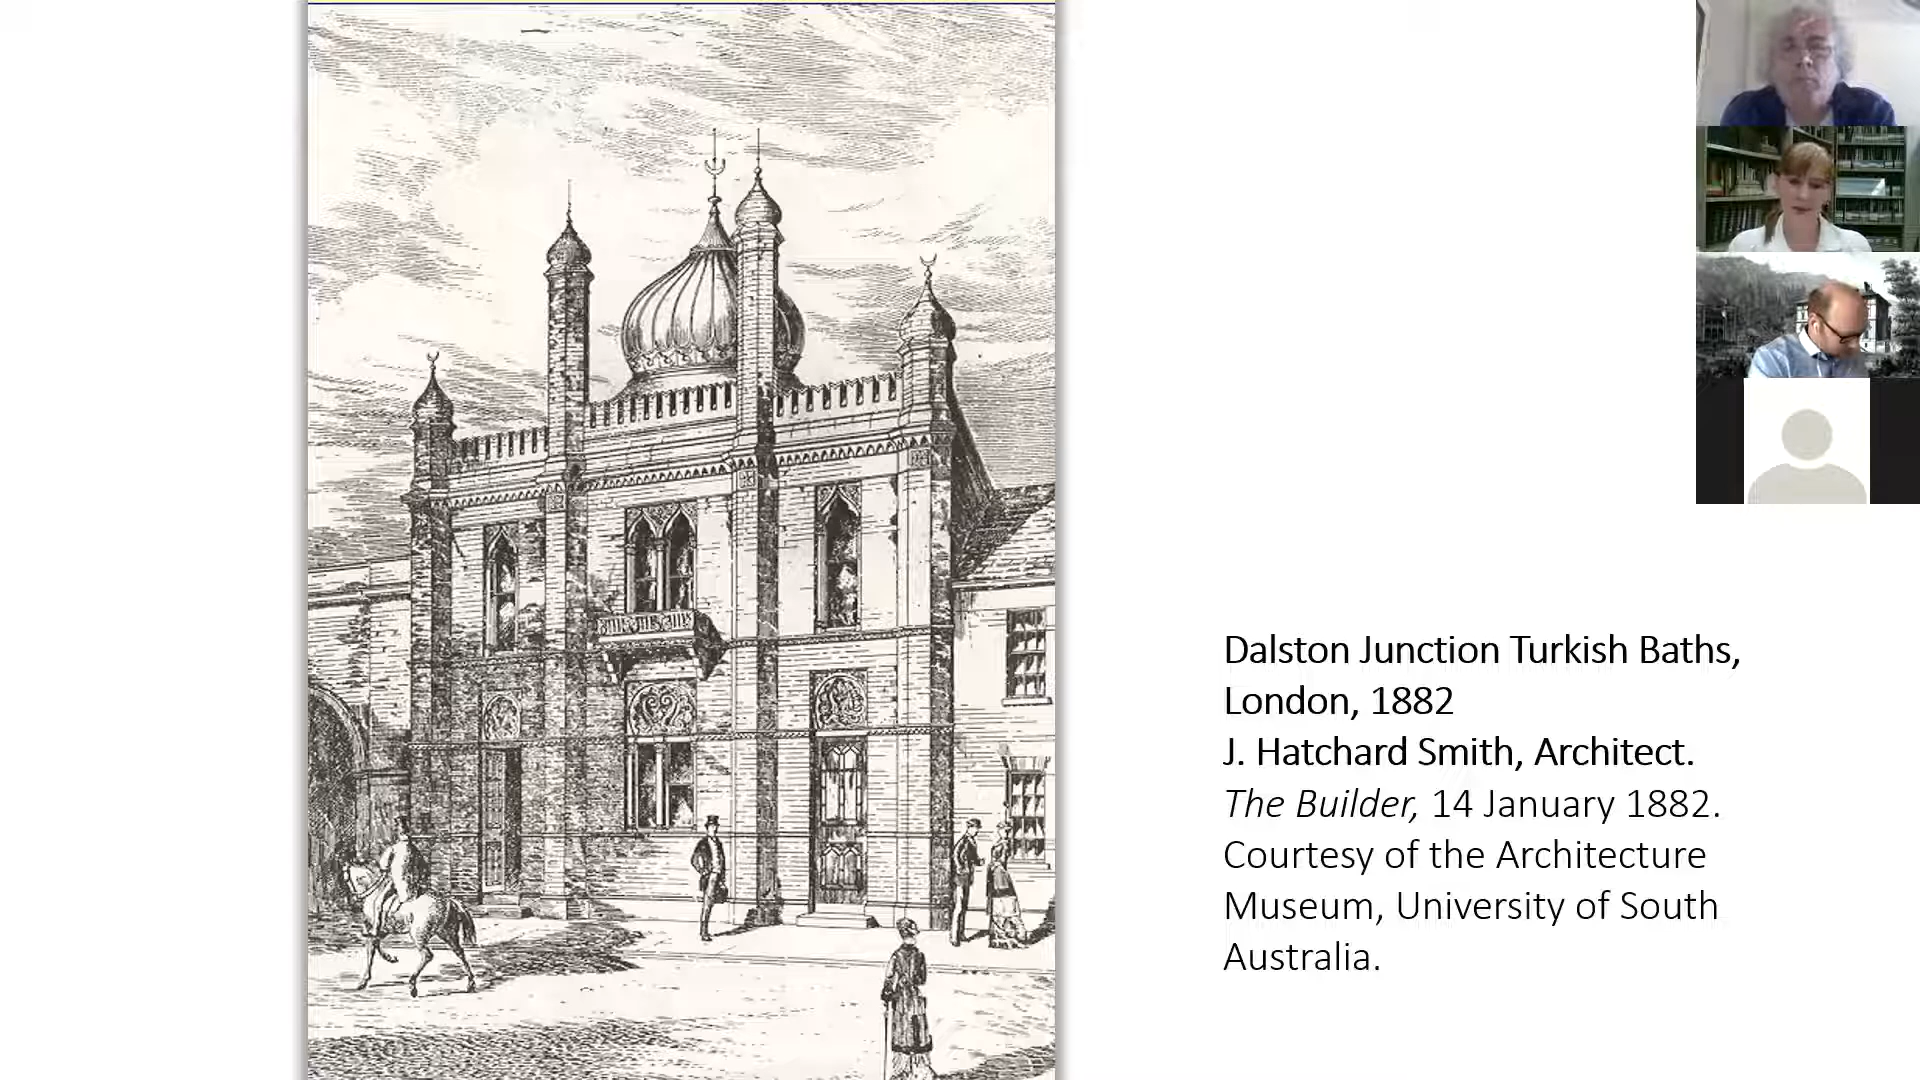 Dalston Junction Turkish Baths,
London, 1882
J. Hatchard Smith, Architect.
The Builder, 14 January 1882.
Courtesy of the Architecture
Museum, University of South
Australia.